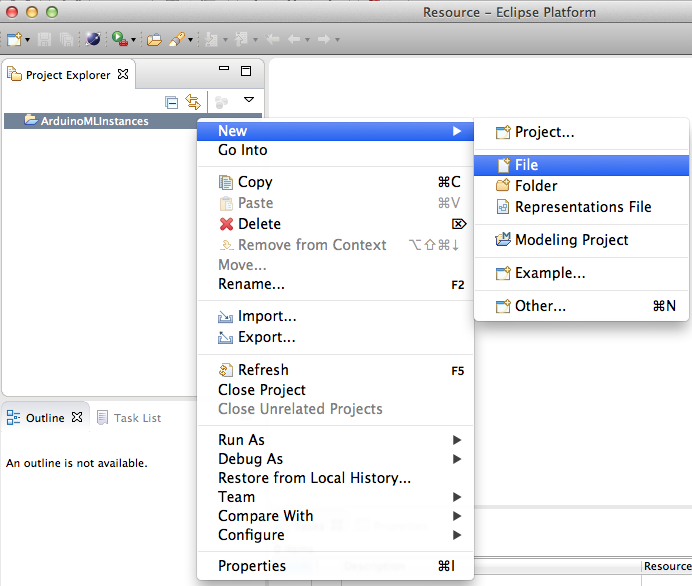 Resource – Eclipse Platform
Project Explorer
ArduinoMLInstances
New
Go Into
Copy ⌘C
Paste ⌘V
Delete ⌦
Remove from Context ⌥⇧⌘↓
Move...
Rename... F2
Import...
Export...
Refresh F5
Close Project
Close Unrelated Projects
Run As
Debug As
Restore from Local History...
Team
Compare With
Configure
Properties ⌘I
Project...
File
Folder
Representations File
Modeling Project
Example...
Other... ⌘N
Outline
Task List
An outline is not available.
Resource